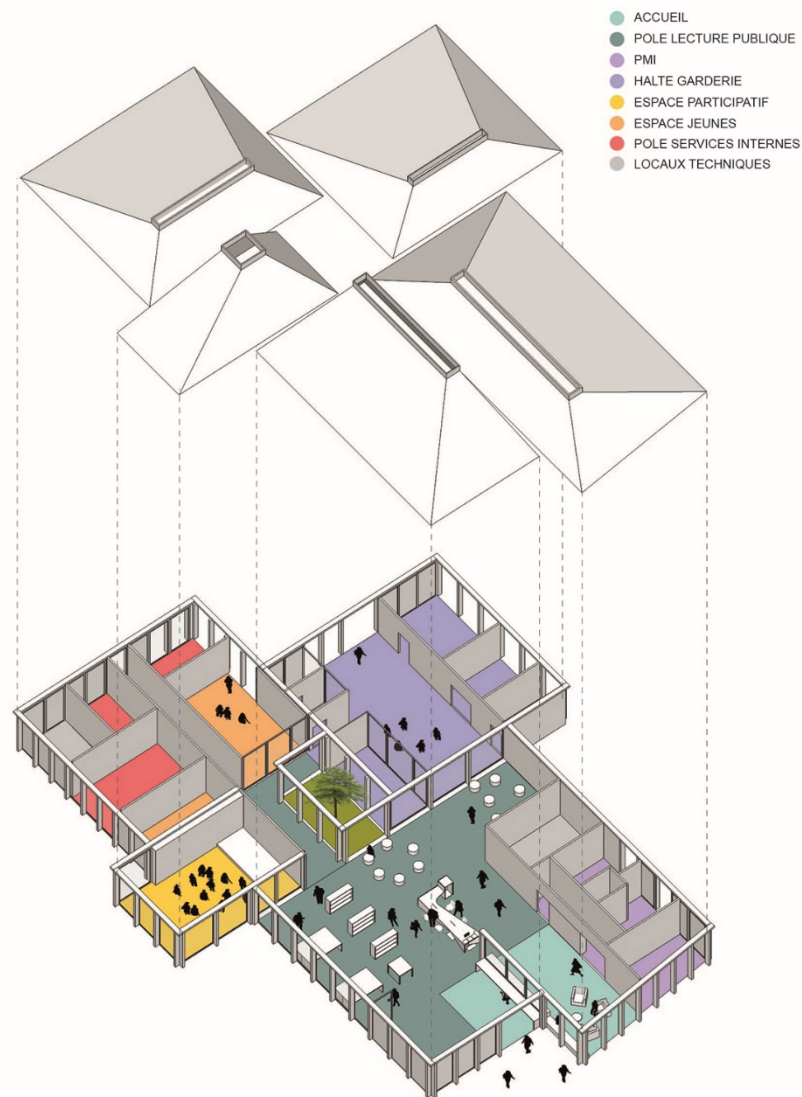 ACCUEIL
POLE LECTURE PUBLIQUE
PMI
HALTE GARDERIE
ESPACE PARTICIPATIF
ESPACE JEUNES
POLE SERVICES INTERNES
LOCAUX TECHNIQUES